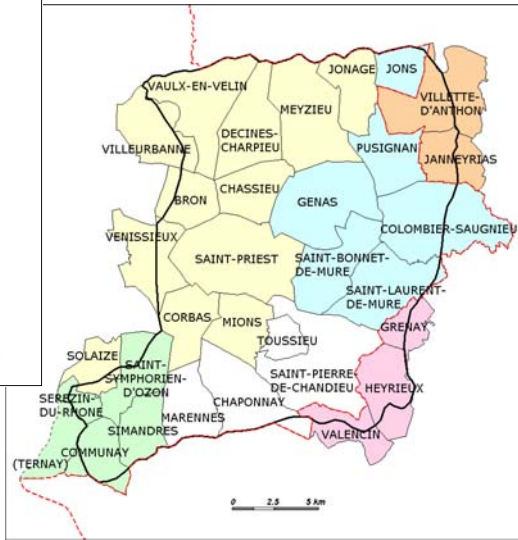 JONAGE
JONS
VAULX-EN-VELIN
MEYZIEU
VILLETTE-
D'ANTHON
DECINES-
CHARPIEU
VILLEURBANNE
PUSIGNAN
JANNEYRIAS
CHASSIEU
BRON
GENAS
COLOMBIER-SAUGNIEU
VENISSIEUX
SAINT-PRIEST
SAINT-BONNET-
DE-MURE
SAINT-LAURENT-
DE-MURE
CORBAS
MIONS
GRENAY
TOUSSIEU
SOLAIZE
SAINT-
SYMPHORIEN-
D'OZON
SAINT-PIERRE-
DE-CHANDIEU
HEYRIEUX
SEREZIN-
DU-RHONE
CHAPONNAY
MARENNES
SIMANDRES
VALENCIN
COMMUNAY
(TERNAY)
0 2.5 5 km